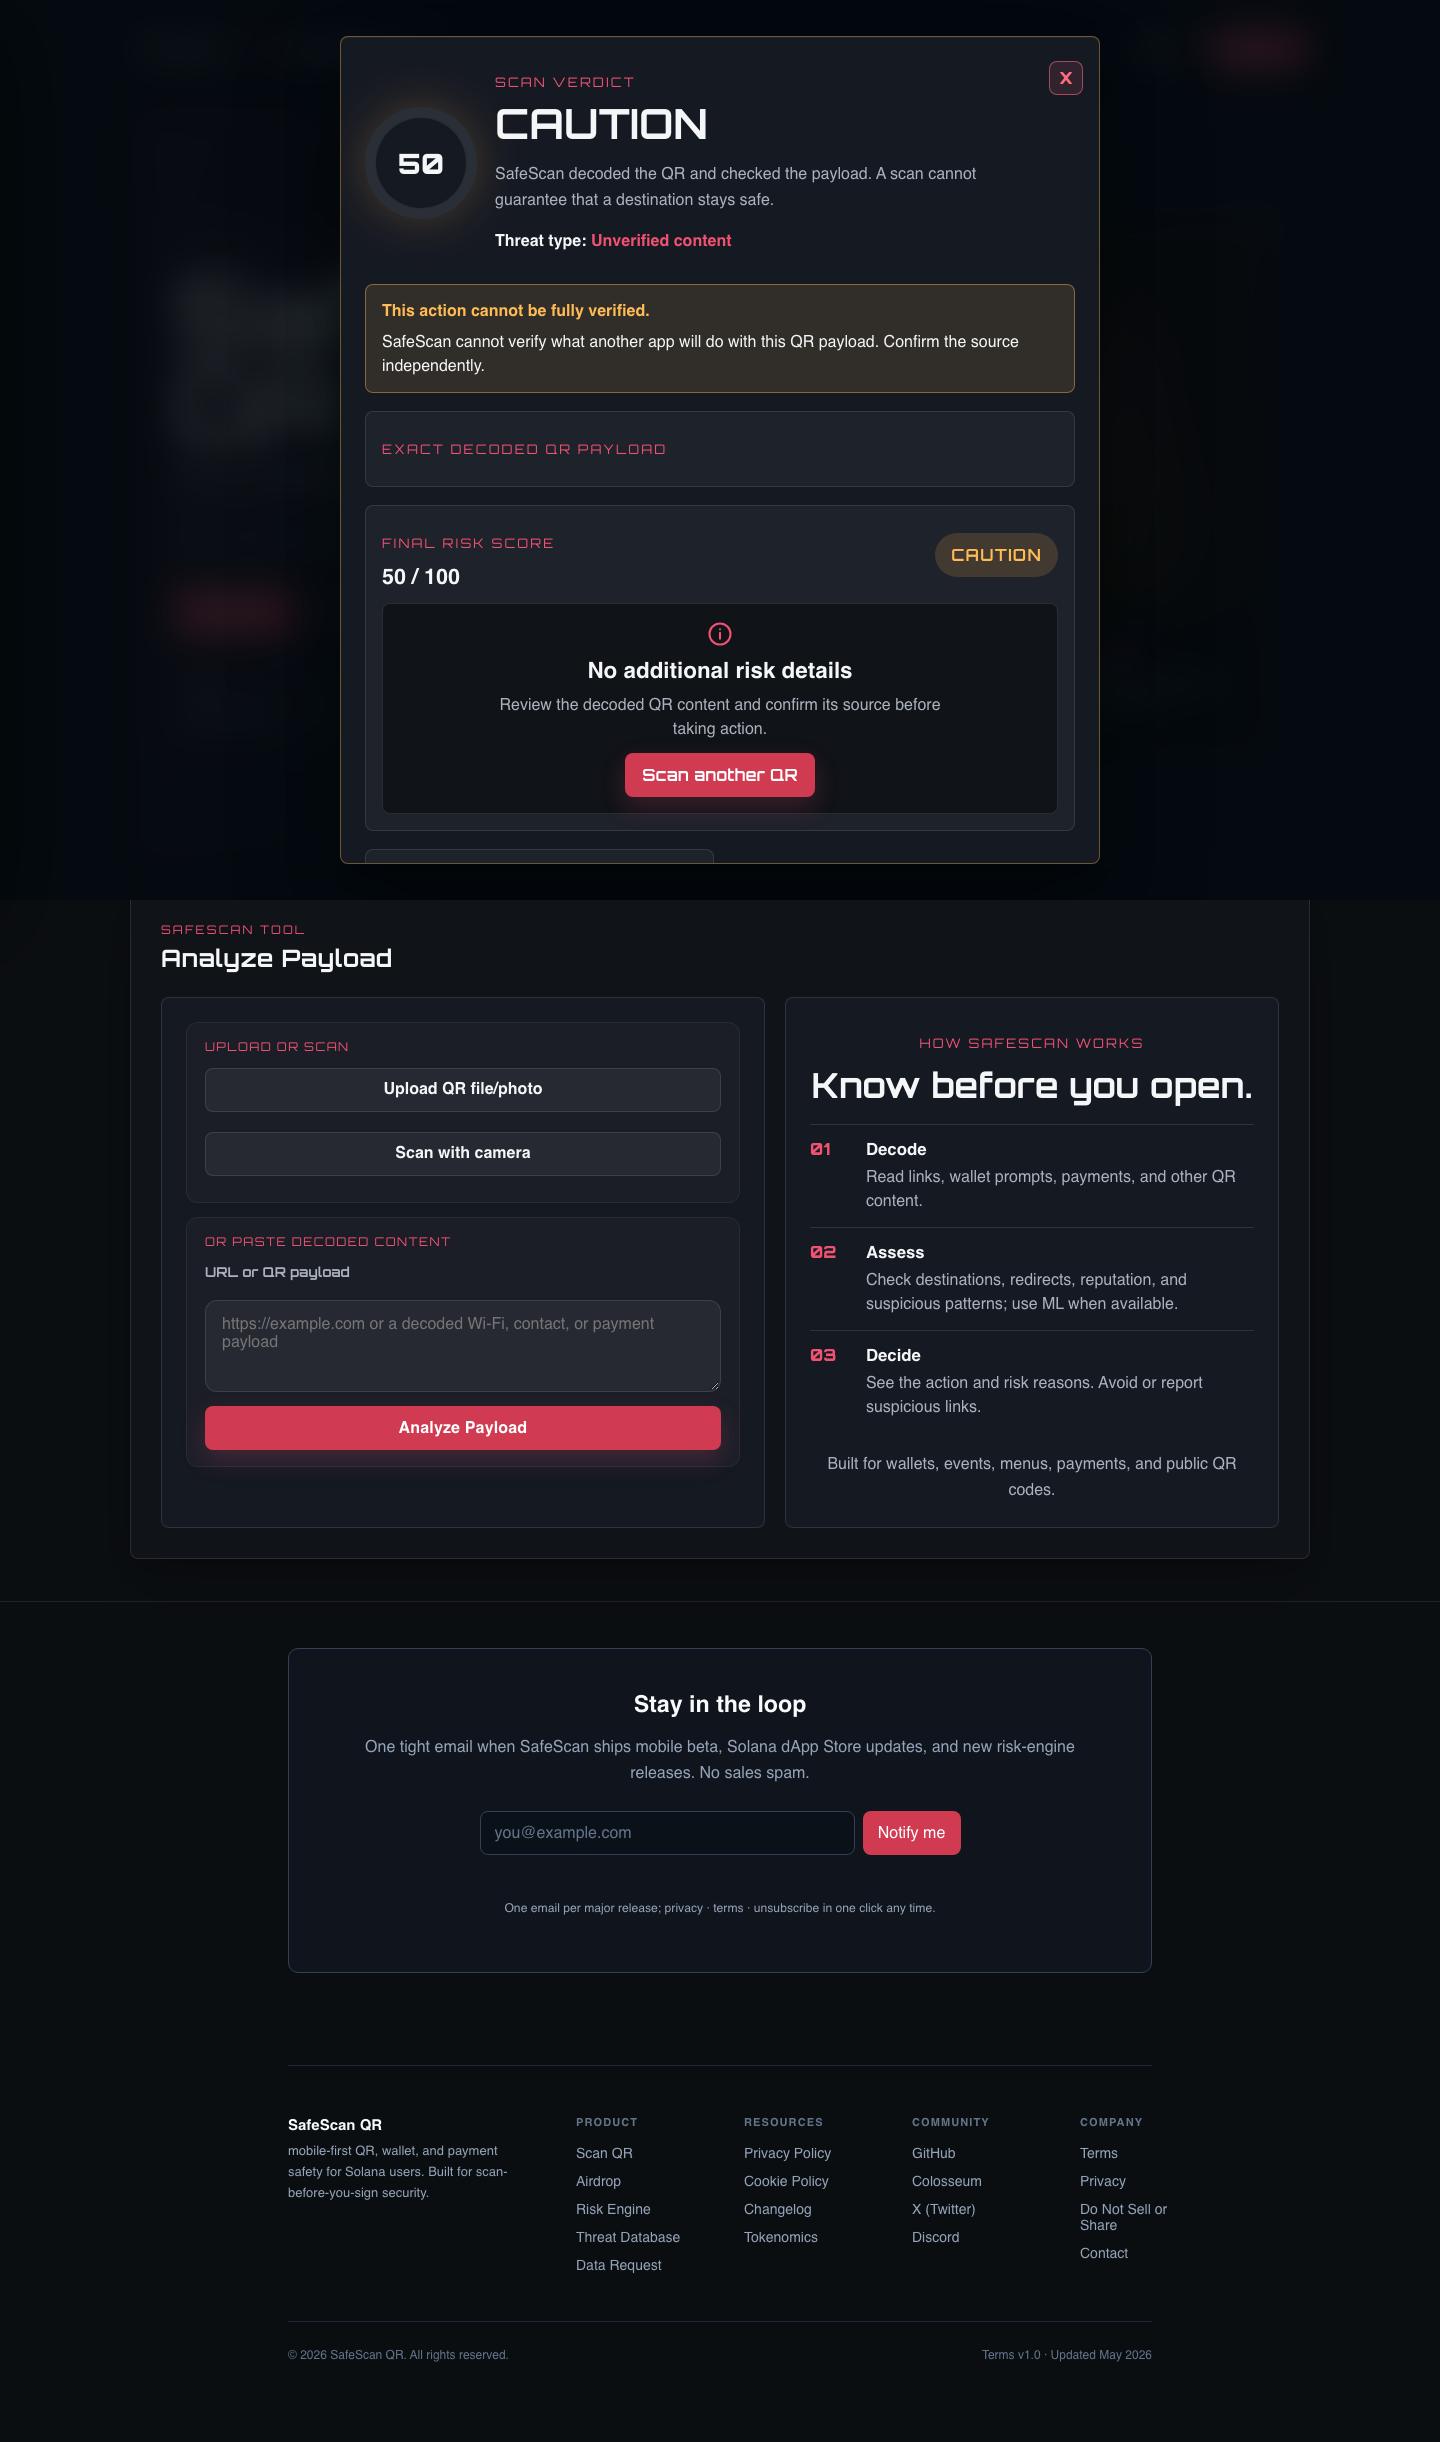 SCAN VERDICT
CAUTION
X
50
SafeScan decoded the QR and checked the payload. A scan cannot
guarantee that a destination stays safe.
Threat type: Unverified content
This action cannot be fully verified.
SafeScan cannot verify what another app will do with this QR payload. Confirm the source
independently.
EXACT DECODED QR PAYLOAD
FINAL RISK SCORE
50 / 100
CAUTION
No additional risk details
Review the decoded QR content and confirm its source before
taking action.
Scan another QR
SAFESCAN TOOL
Analyze Payload
UPLOAD OR SCAN
Upload QR file/photo
Scan with camera
OR PASTE DECODED CONTENT
URL or QR payload
https://example.com or a decoded Wi-Fi, contact, or payment
payload
Analyze Payload
HOW SAFESCAN WORKS
Know before you open.
01 Decode
Read links, wallet prompts, payments, and other QR
content.
02 Assess
Check destinations, redirects, reputation, and
suspicious patterns; use ML when available.
03 Decide
See the action and risk reasons. Avoid or report
suspicious links.
Built for wallets, events, menus, payments, and public QR
codes.
Stay in the loop
One tight email when SafeScan ships mobile beta, Solana dApp Store updates, and new risk-engine
releases. No sales spam.
you@example.com
Notify me
One email per major release; privacy · terms · unsubscribe in one click any time.
SafeScan QR
mobile-first QR, wallet, and payment
safety for Solana users. Built for scan-
before-you-sign security.
PRODUCT
Scan QR
Airdrop
Risk Engine
Threat Database
Data Request
RESOURCES
Privacy Policy
Cookie Policy
Changelog
Tokenomics
COMMUNITY
GitHub
Colosseum
X (Twitter)
Discord
COMPANY
Terms
Privacy
Do Not Sell or
Share
Contact
© 2026 SafeScan QR. All rights reserved.
Terms v1.0 · Updated May 2026